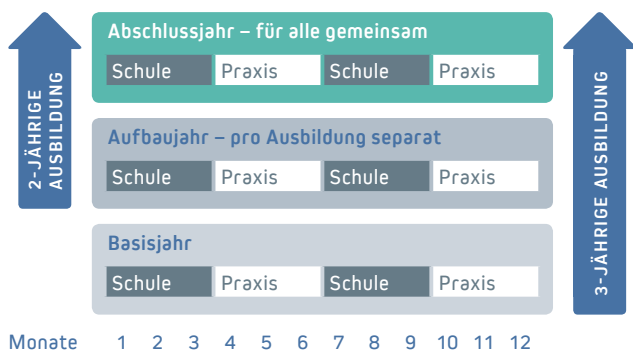 Abschlussjahr – für alle gemeinsam
Schule Praxis Schule Praxis
2-JÄHRIGE
AUSBILDUNG
Aufbaujahr – pro Ausbildung separat
Schule Praxis Schule Praxis
3-JÄHRIGE AUSBILDUNG
Basisjahr
Schule Praxis Schule Praxis
Monate 1 2 3 4 5 6 7 8 9 10 11 12